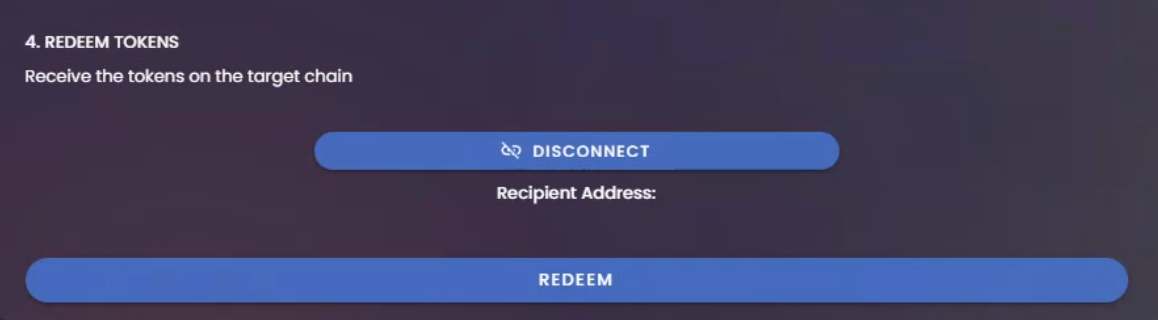 4. REDEEM TOKENS
Receive the tokens on the target chain
DISCONNECT
Recipient Address:
REDEEM